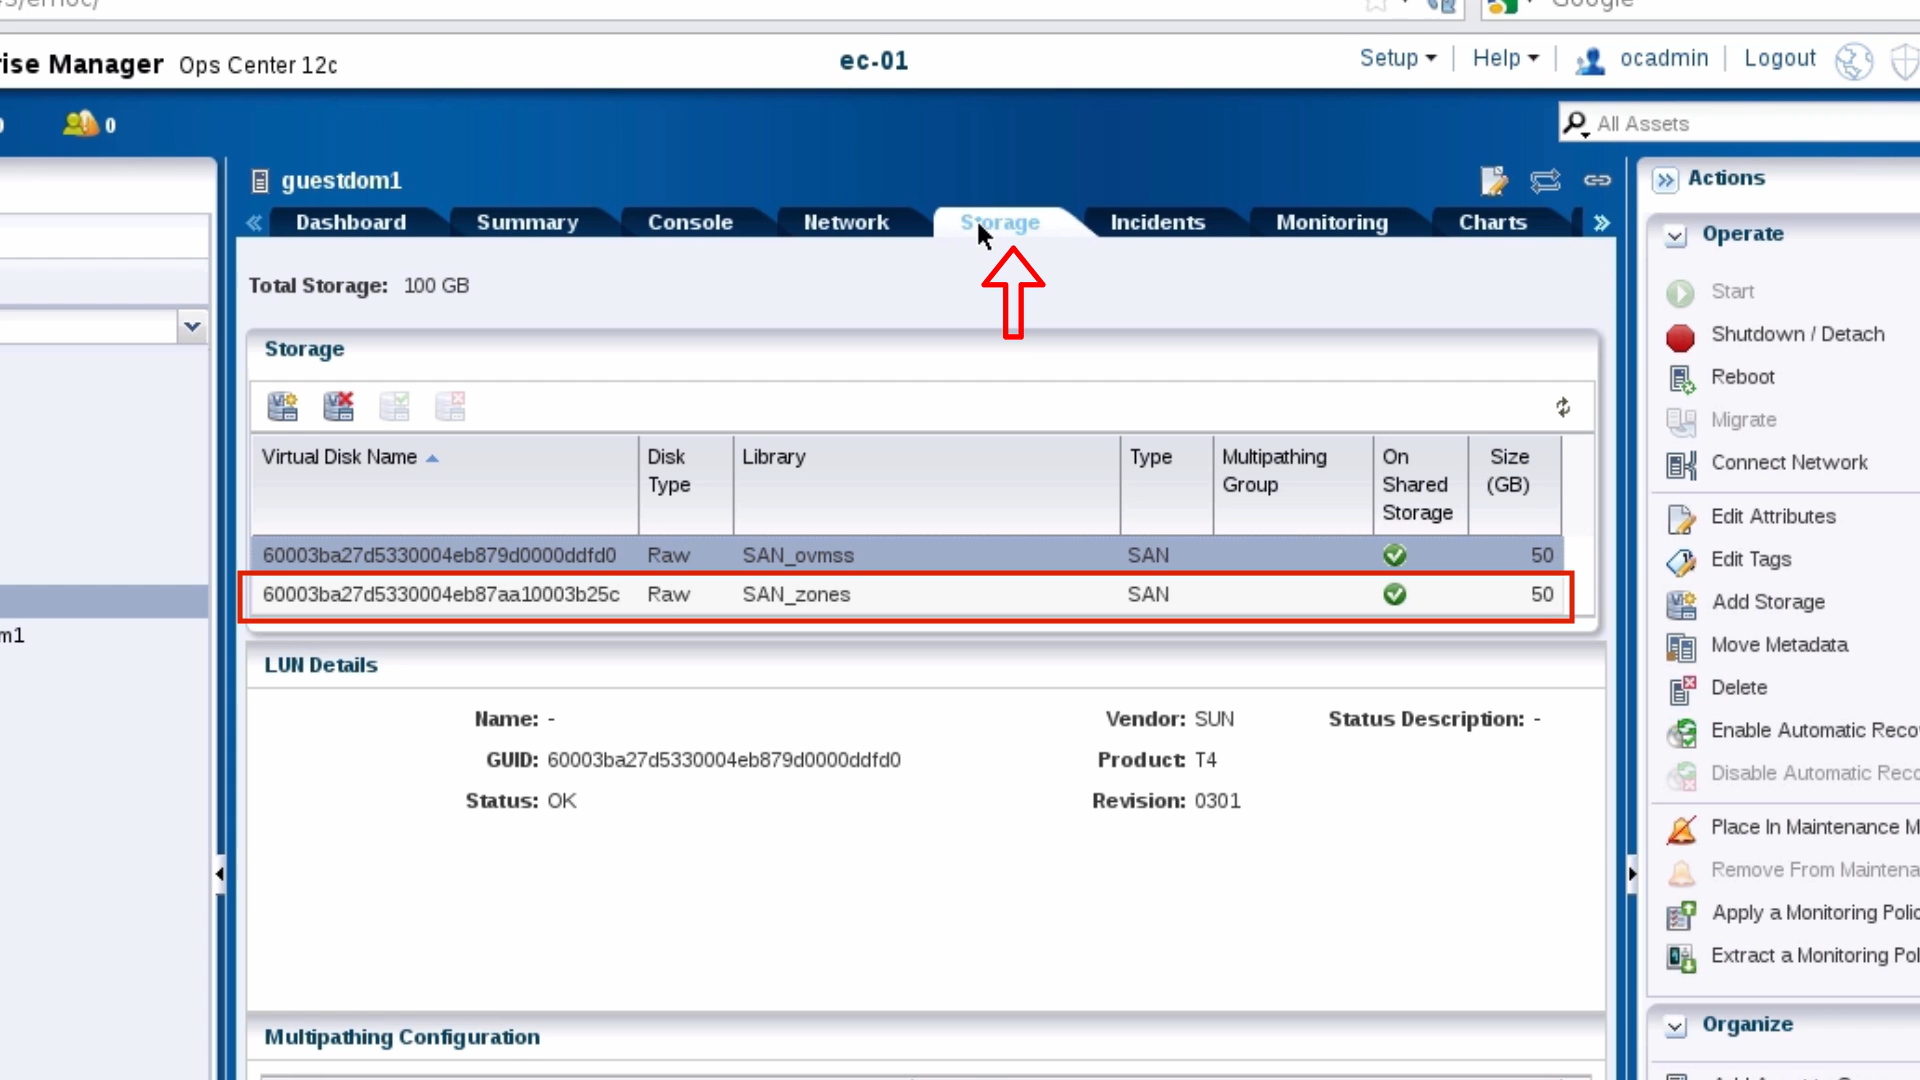 ise Manager Ops Center 12c
ec-01
Setup
Help
ocadmin
Logout
0
All Assets
guestdom1
Dashboard
Summary
Console
Network
Storage
Incidents
Monitoring
Charts
Total Storage: 100 GB
Storage
Virtual Disk Name
Disk Type
Library
Type
Multipathing Group
On Shared Storage
Size (GB)
60003ba27d5330004eb879d0000ddfd0 Raw SAN_ovmss SAN 50
60003ba27d5330004eb87aa10003b25c Raw SAN_zones SAN 50
LUN Details
Name: - Vendor: SUN Status Description: -
GUID: 60003ba27d5330004eb879d0000ddfd0 Product: T4
Status: OK Revision: 0301
Multipathing Configuration
m1
Actions
Operate
Start
Shutdown / Detach
Reboot
Migrate
Connect Network
Edit Attributes
Edit Tags
Add Storage
Move Metadata
Delete
Enable Automatic Reco
Disable Automatic Reco
Place In Maintenance M
Remove From Maintena
Apply a Monitoring Polic
Extract a Monitoring Pol
Organize